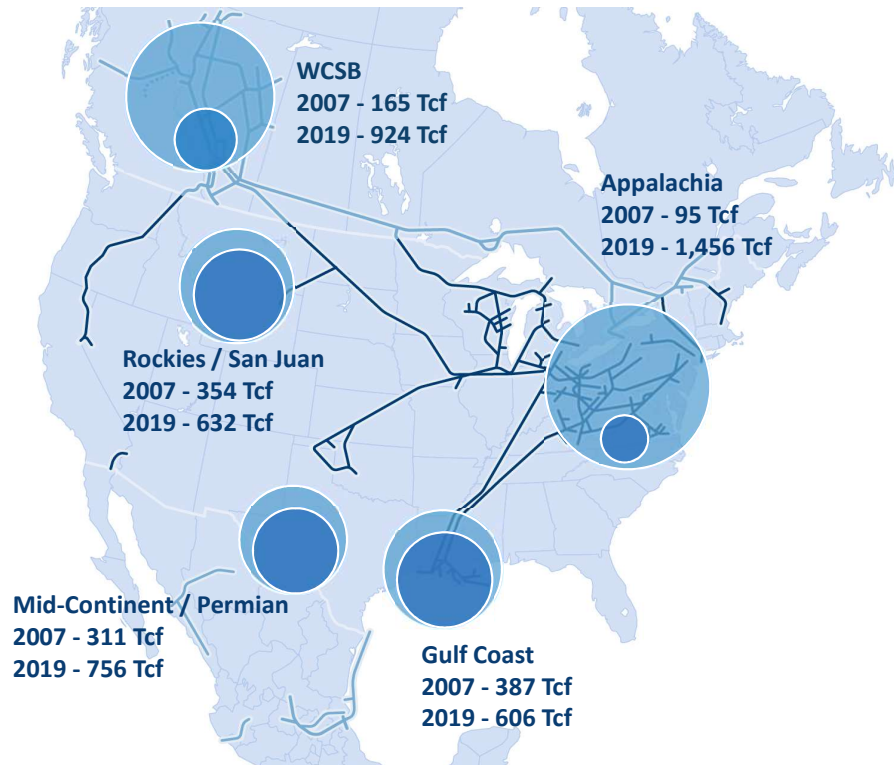 WCSB
2007 - 165 Tcf
2019 - 924 Tcf
Appalachia
2007 - 95 Tcf
2019 - 1,456 Tcf
Rockies / San Juan
2007 - 354 Tcf
2019 - 632 Tcf
Mid-Continent / Permian
2007 - 311 Tcf
2019 - 756 Tcf
Gulf Coast
2007 - 387 Tcf
2019 - 606 Tcf